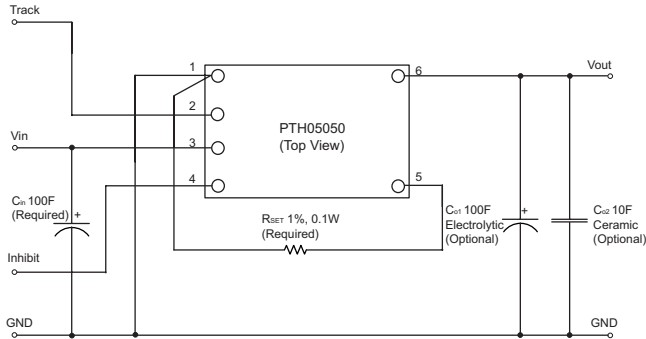 Track
1
6
Vout
2
PTH05050
(Top View)
Vin
3
4
5
Cin 100F
(Required)
+
RSET 1%, 0.1W
(Required)
Co1 100F
Electrolytic
(Optional)
+
Co2 10F
Ceramic
(Optional)
Inhibit
GND
GND